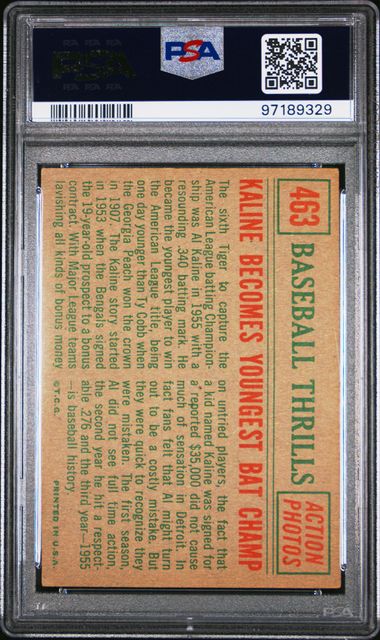 PSA
97189329
463 BASEBALL THRILLS ACTION PHOTOS
KALINE BECOMES YOUNGEST BAT CHAMP
The sixth Tiger to capture the
American League batting Champion-
ship was Al Kaline in 1955 with a
resounding .340 batting mark. He
became the youngest player to win
the American League title being
one day younger than Ty Cobb when
the Georgia Peach won the crown
in 1907. The Kaline story started
in 1953 when the Bengals signed
the 19-year-old prospect to a bonus
contract. With Major League teams
lavishing all kinds of bonus money
on untried players, the fact that
a kid named Kaline was signed for
a reported $35,000 did not cause
much of sensation in Detroit. In
fact fans felt that Al might turn
out to be a costly mistake. But
they were quick to recognize they
were mistaken. The first season,
Al did not see full time action,
the second year he hit a respect-
able .276 and the third year—1955
—is baseball history.
© T.C.G. PRINTED IN U.S.A.